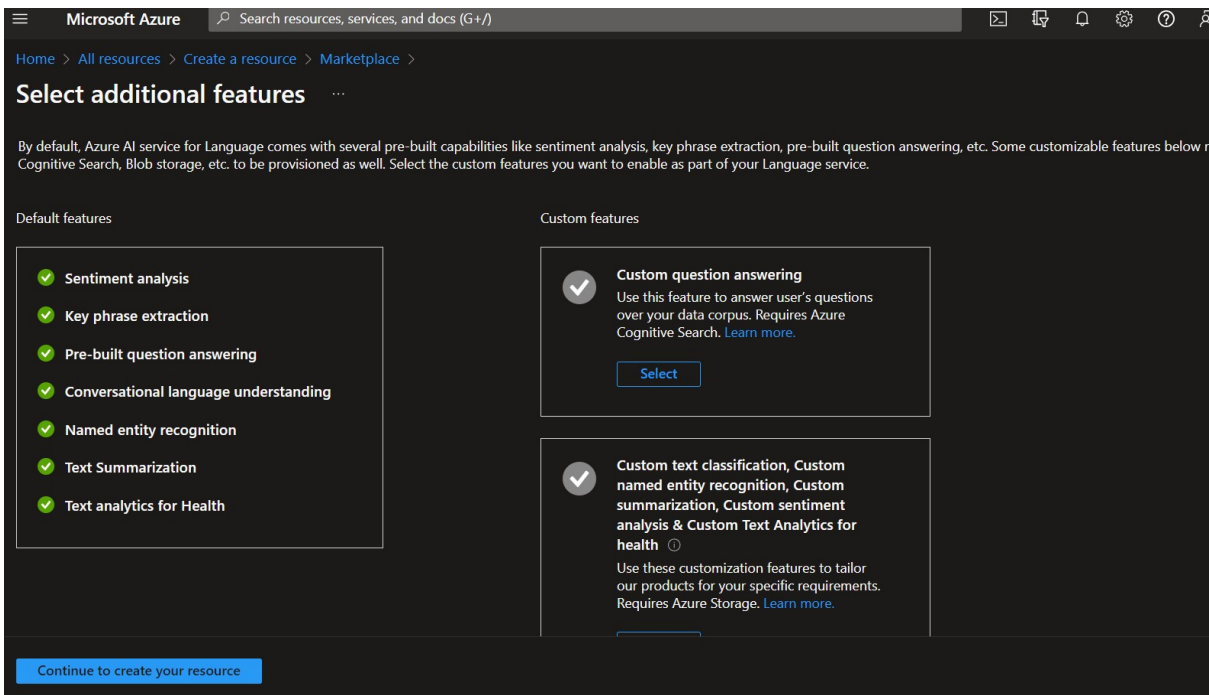 Microsoft Azure
Search resources, services, and docs (G+/)
Home > All resources > Create a resource > Marketplace >
Select additional features ...
By default, Azure AI service for Language comes with several pre-built capabilities like sentiment analysis, key phrase extraction, pre-built question answering, etc. Some customizable features below
Cognitive Search, Blob storage, etc. to be provisioned as well. Select the custom features you want to enable as part of your Language service.
Default features
Sentiment analysis
Key phrase extraction
Pre-built question answering
Conversational language understanding
Named entity recognition
Text Summarization
Text analytics for Health
Custom features
Custom question answering
Use this feature to answer user's questions
over your data corpus. Requires Azure
Cognitive Search. Learn more.
Select
Custom text classification, Custom
named entity recognition, Custom
summarization, Custom sentiment
analysis & Custom Text Analytics for
health
Use these customization features to tailor
our products for your specific requirements.
Requires Azure Storage. Learn more.
Continue to create your resource